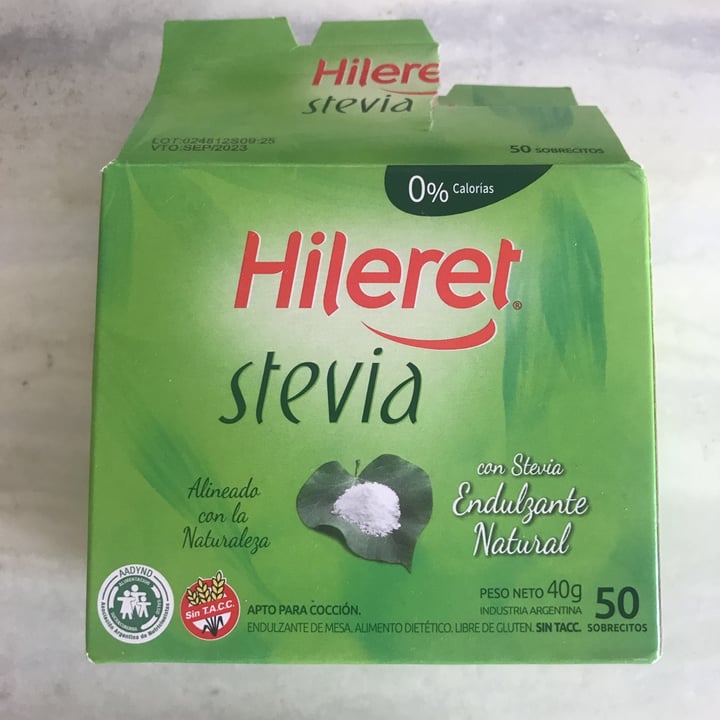 Hilere
stevia
LOT:024812S09:25
VTO:SEP/2023
50 SOBRECITOS
0% Calorías
Hileret®
stevia
Alineado
con la
Naturaleza
con Stevia
Endulzante
Natural
AADYND
Sin T.A.C.C.
APTO PARA COCCIÓN.
ENDULZANTE DE MESA. ALIMENTO DIETÉTICO. LIBRE DE GLUTEN. SIN TACC.
PESO NETO 40g
INDUSTRIA ARGENTINA
50
SOBRECITOS